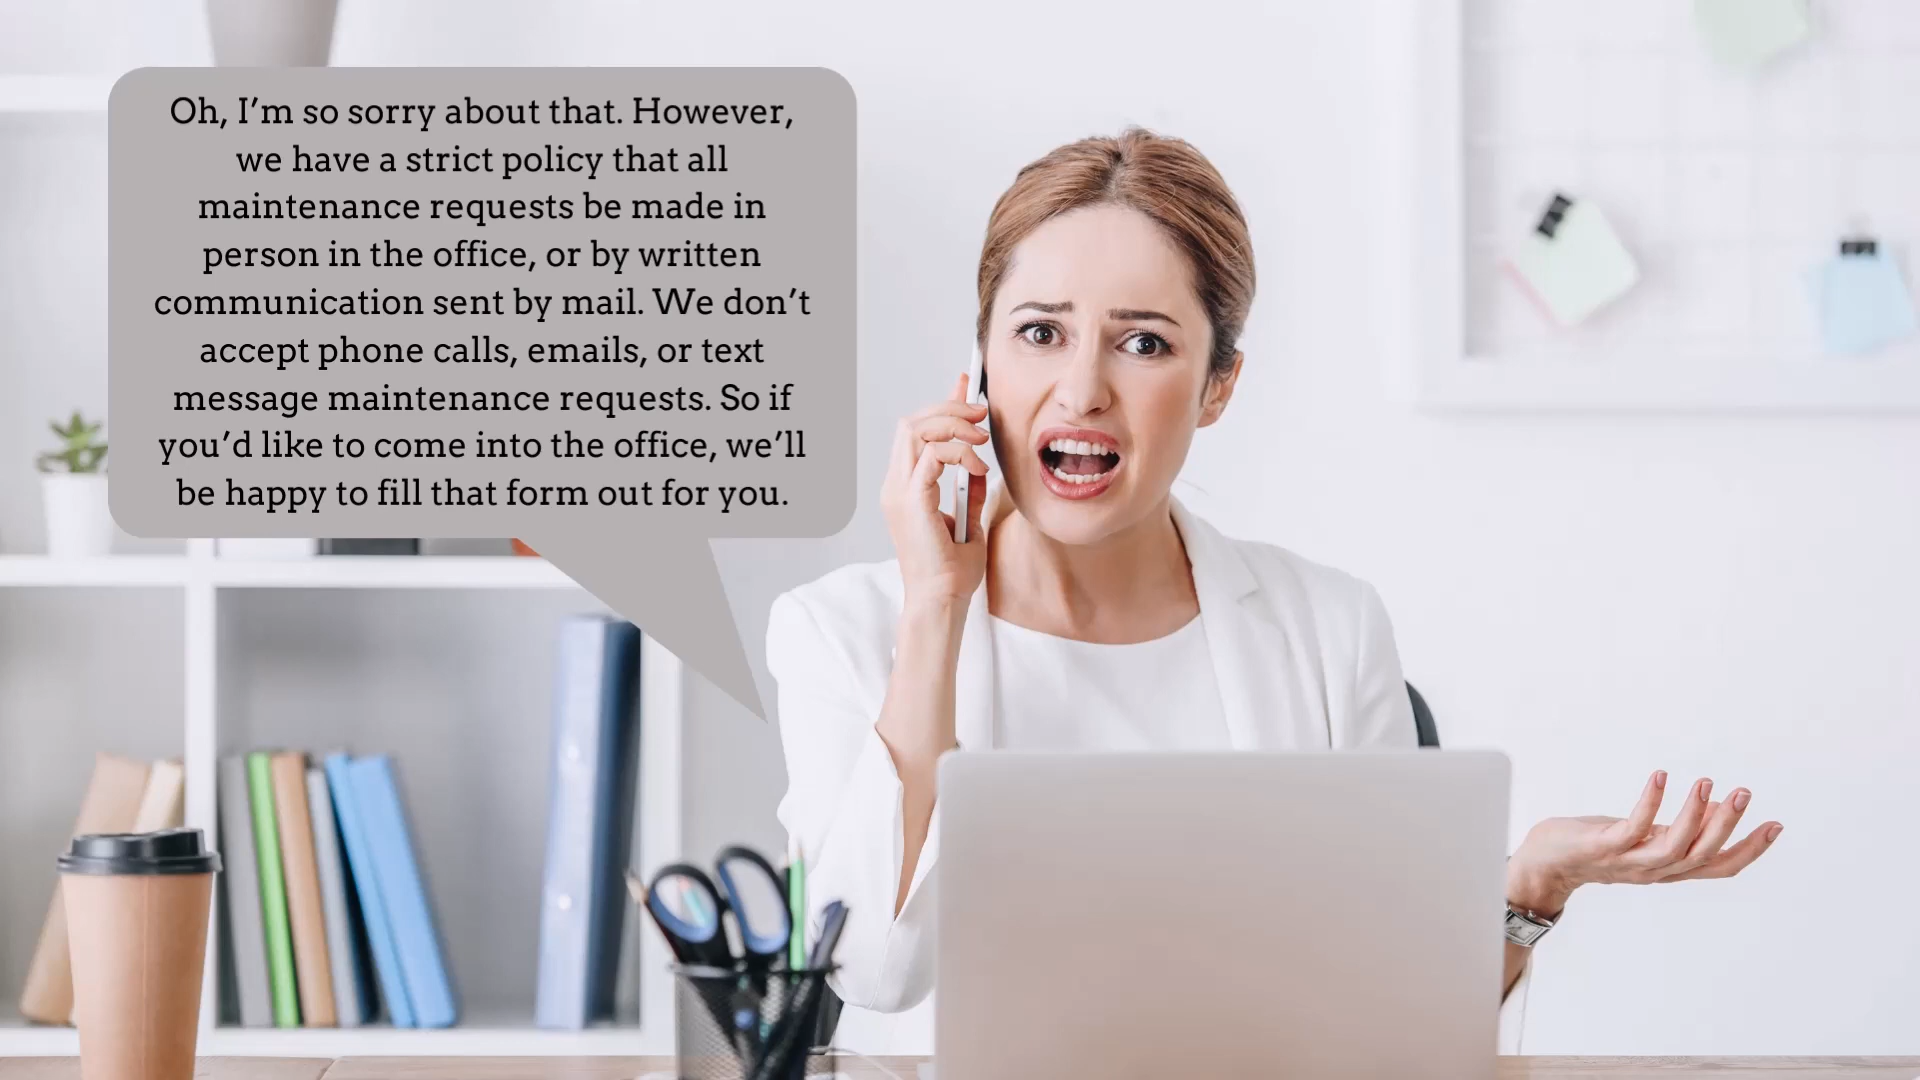 Oh, I’m so sorry about that. However,
we have a strict policy that all
maintenance requests be made in
person in the office, or by written
communication sent by mail. We don’t
accept phone calls, emails, or text
message maintenance requests. So if
you’d like to come into the office, we’ll
be happy to fill that form out for you.